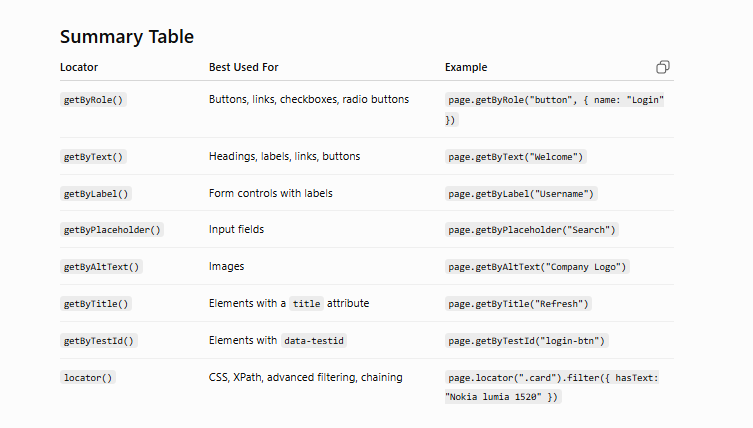 Summary Table
Locator Best Used For Example
getByRole() Buttons, links, checkboxes, radio buttons page.getByRole("button", { name: "Login"
})
getByText() Headings, labels, links, buttons page.getByText("Welcome")
getByLabel() Form controls with labels page.getByLabel("Username")
getByPlaceholder() Input fields page.getByPlaceholder("Search")
getByAltText() Images page.getByAltText("Company Logo")
getByTitle() Elements with a title attribute page.getByTitle("Refresh")
getByTestId() Elements with data-testid page.getByTestId("login-btn")
locator() CSS, XPath, advanced filtering, chaining page.locator(".card").filter({ hasText:
"Nokia lumia 1520" })